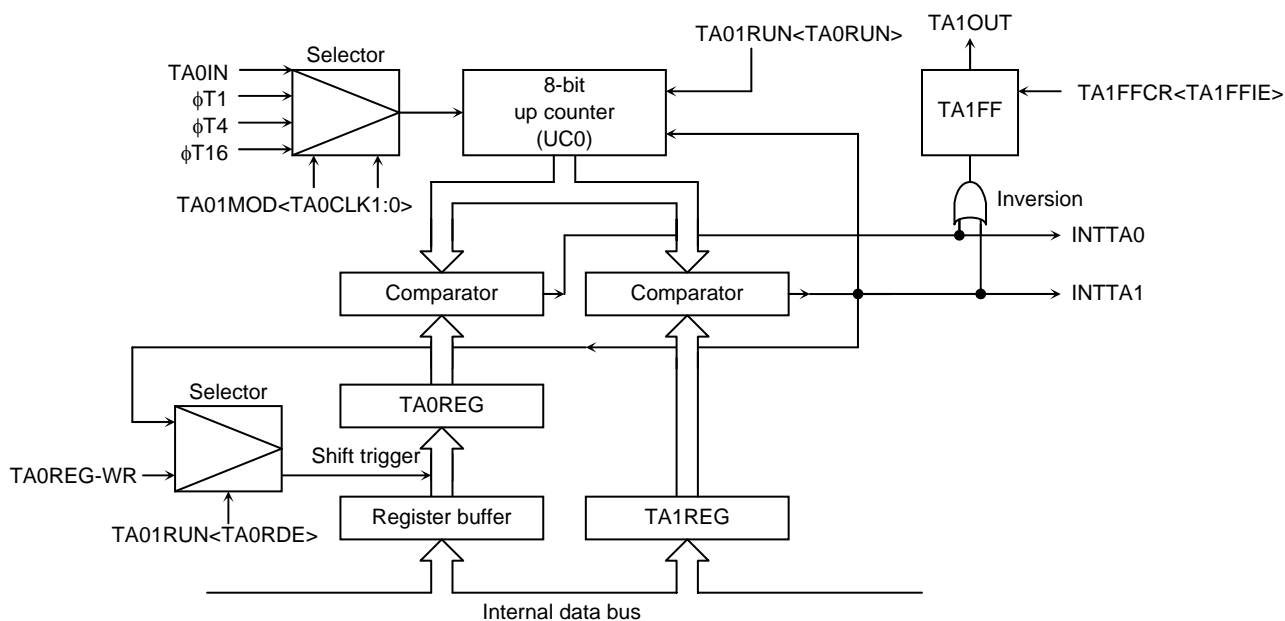 TA01RUN<TA0RUN>
TA1OUT
Selector
TA0IN
ϕT1
ϕT4
ϕT16
8-bit
up counter
(UC0)
TA1FF
TA1FFCR<TA1FFIE>
TA01MOD<TA0CLK1:0>
Inversion
INTTA0
Comparator
Comparator
INTTA1
Selector
TA0REG
Shift trigger
TA0REG-WR
Register buffer
TA1REG
TA01RUN<TA0RDE>
Internal data bus